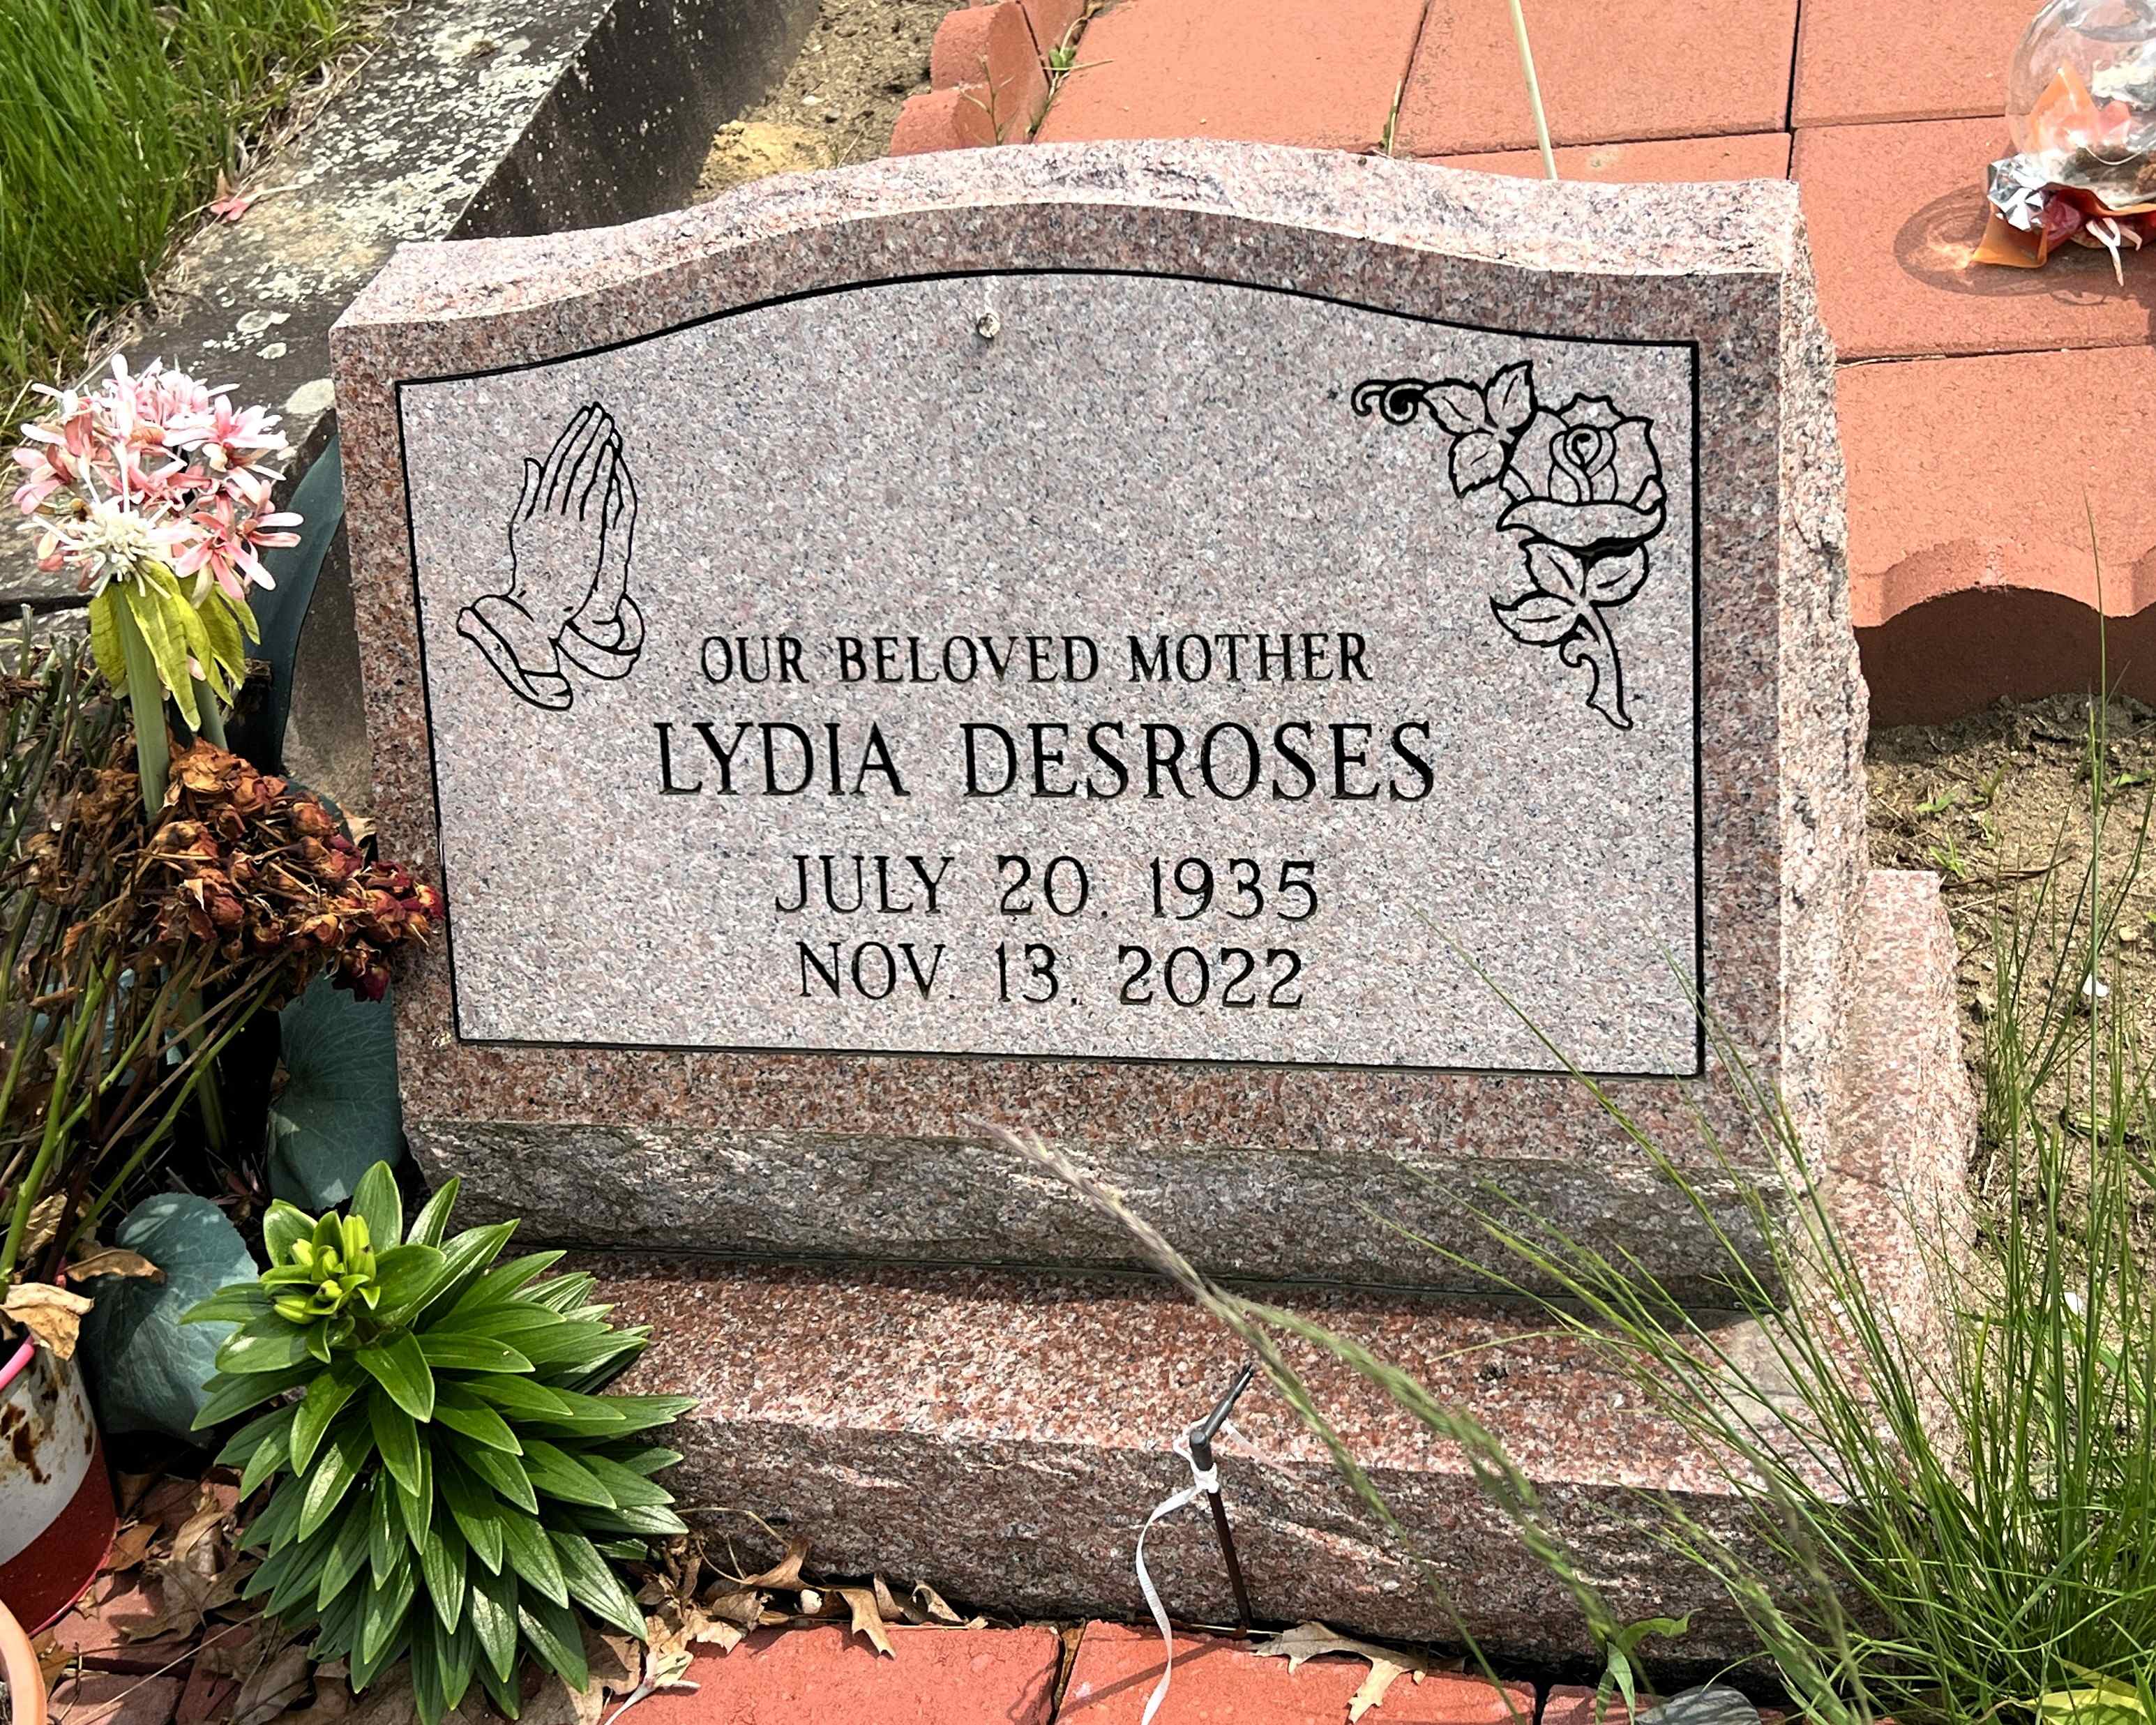 OUR BELOVED MOTHER
LYDIA DESROSES
JULY 20, 1935
NOV. 13, 2022